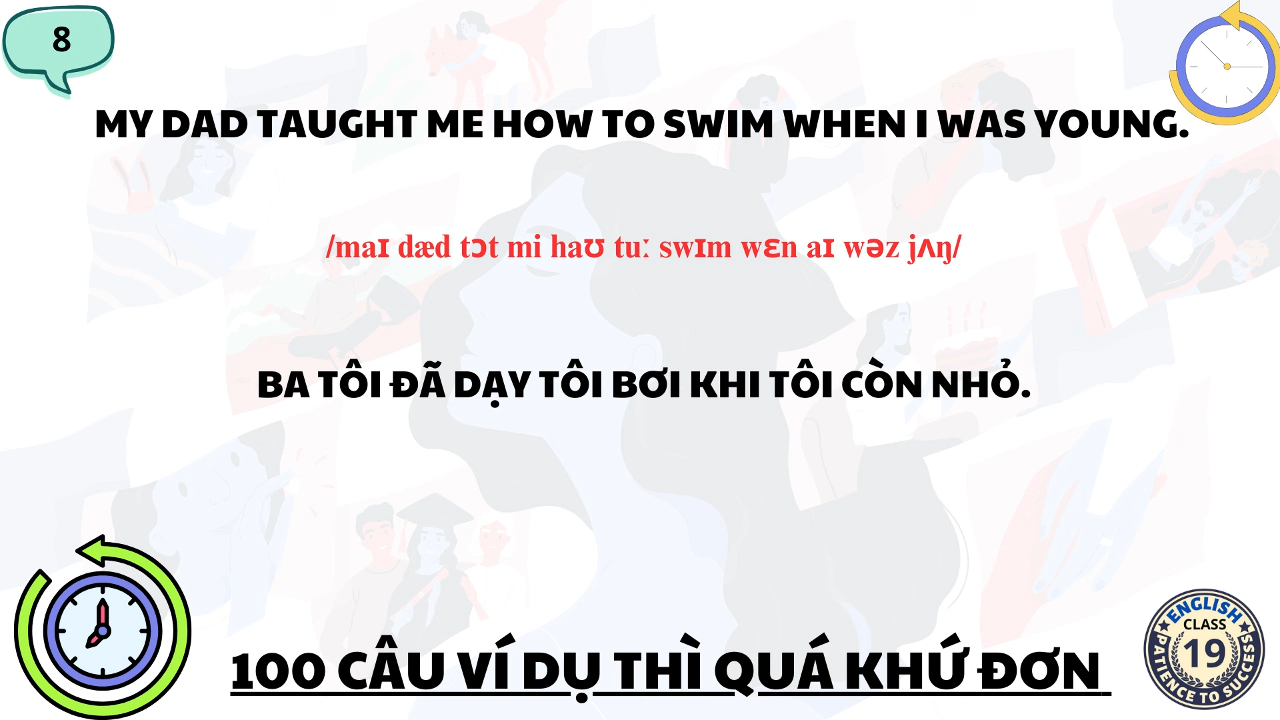 8
MY DAD TAUGHT ME HOW TO SWIM WHEN I WAS YOUNG.
/maɪ dæd tɔt mi haʊ tuː swɪm wɛn aɪ wəz jʌŋ/
BA TÔI ĐÃ DẠY TÔI BƠI KHI TÔI CÒN NHỎ.
100 CÂU VÍ DỤ THÌ QUÁ KHỨ ĐƠN
ENGLISH
CLASS
19
PATIENCE TO SUCCESS